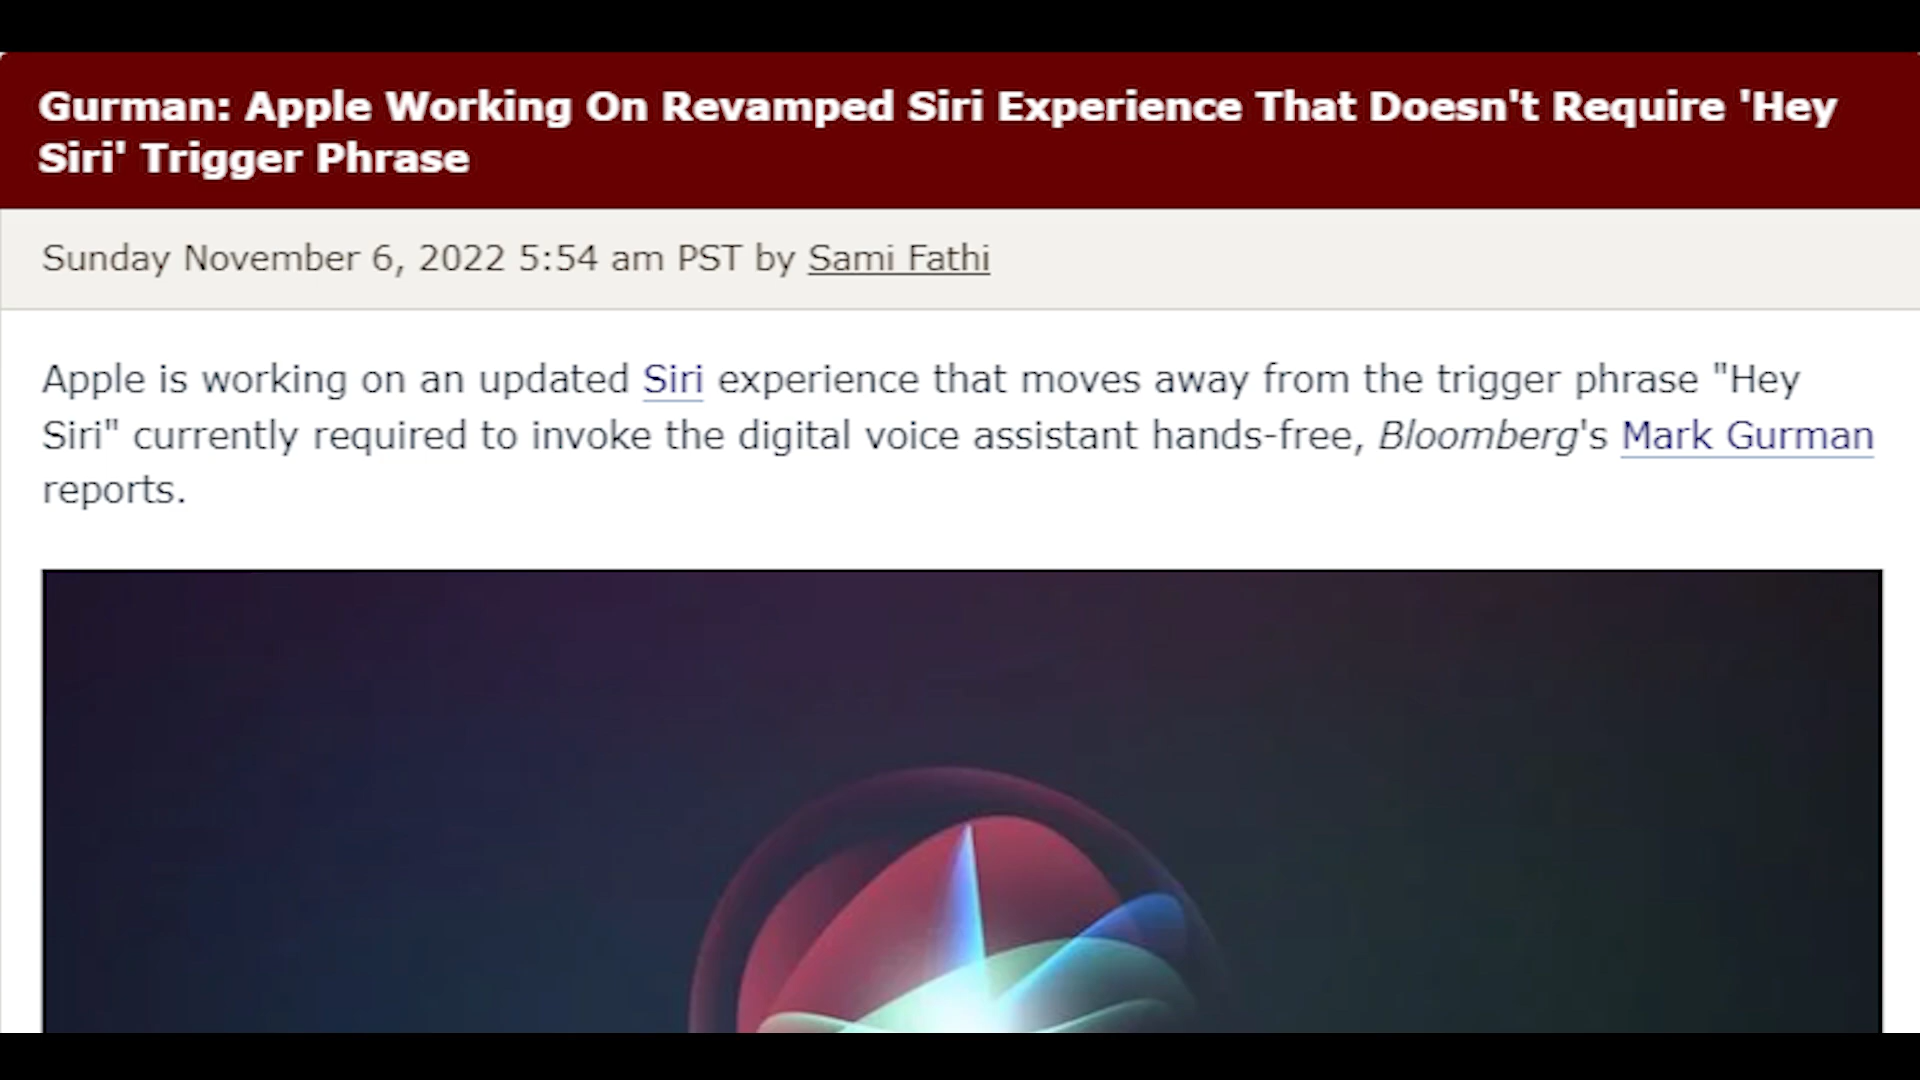 Gurman: Apple Working On Revamped Siri Experience That Doesn't Require 'Hey
Siri' Trigger Phrase
Sunday November 6, 2022 5:54 am PST by Sami Fathi
Apple is working on an updated Siri experience that moves away from the trigger phrase "Hey
Siri" currently required to invoke the digital voice assistant hands-free, Bloomberg's Mark Gurman
reports.